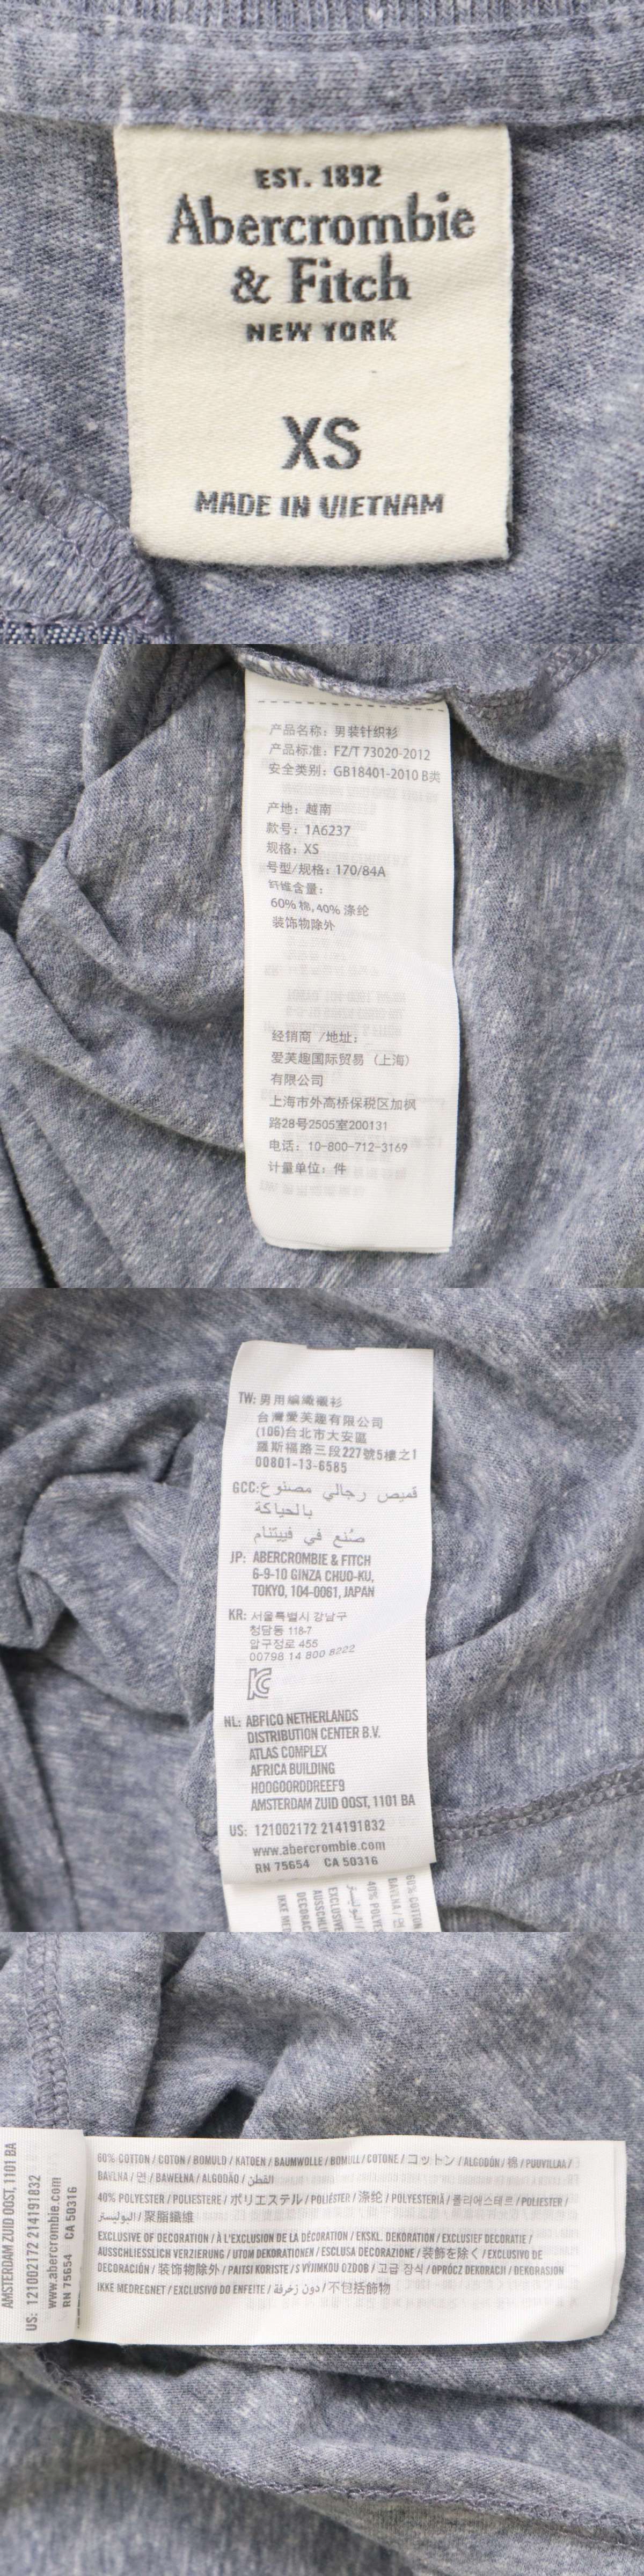 EST. 1892
Abercrombie
& Fitch
NEW YORK
XS
MADE IN VIETNAM
产品名称：男装针织衫
产品标准：FZ/T 73020-2012
安全类别：GB18401-2010 B类
产地：越南
款号：1A6237
规格：XS
号型/规格：170/84A
纤维含量：
60% 棉,40% 涤纶
装饰物除外
经销商 /地址：
爱芙趣国际贸易（上海）
有限公司
上海市外高桥保税区加枫
路28号2505室200131
电话：10-800-712-3169
计量单位：件
TW: 男用編織襯衫
台灣愛芙趣有限公司
(106)台北市大安區
羅斯福路三段227號5樓之1
00801-13-6585
GCC: قميص رجالي مصنوع
بالحياكة
صُنع في فييتنام
JP: ABERCROMBIE & FITCH
6-9-10 GINZA CHUO-KU,
TOKYO, 104-0061, JAPAN
KR: 서울특별시 강남구
청담동 118-7
압구정로 455
00798 14 800 8222
NL: ABFICO NETHERLANDS
DISTRIBUTION CENTER B.V.
ATLAS COMPLEX
AFRICA BUILDING
HOOGOORDDREEF9
AMSTERDAM ZUID OOST, 1101 BA
US: 121002172 214191832
www.abercrombie.com
RN 75654 CA 50316
AMSTERDAM ZUID OOST, 1101 BA
US: 121002172 214191832
www.abercrombie.com
RN 75654 CA 50316
60% COTTON / COTON / BOMULD / KATOEN / BAUMWOLLE / BOMULL / COTONE / コットン / ALGODÓN / 棉 / PUUVILLAA /
BAVLNA / 면 / BAWEŁNA / ALGODÃO / القطن
40% POLYESTER / POLIESTERE / ポリエステル / POLIÉSTER / 涤纶 / POLYESTERIÄ / 폴리에스테르 / POLIESTER /
البوليستر / 聚脂纖維
EXCLUSIVE OF DECORATION / À L'EXCLUSION DE LA DÉCORATION / EKSKL. DEKORATION / EXCLUSIEF DECORATIE /
AUSSCHLIESSLICH VERZIERUNG / UTOM DEKORATIONEN / ESCLUSA DECORAZIONE / 装飾を除く / EXCLUSIVO DE
DECORACIÓN / 装饰物除外 / PAITSI KORISTE / S VÝJIMKOU OZDOB / 고급 장식 / OPRÓCZ DEKORACJI / DEKORASION
IKKE MEDREGNET / EXCLUSIVO DO ENFEITE / دون زخرفة / 不包括飾物